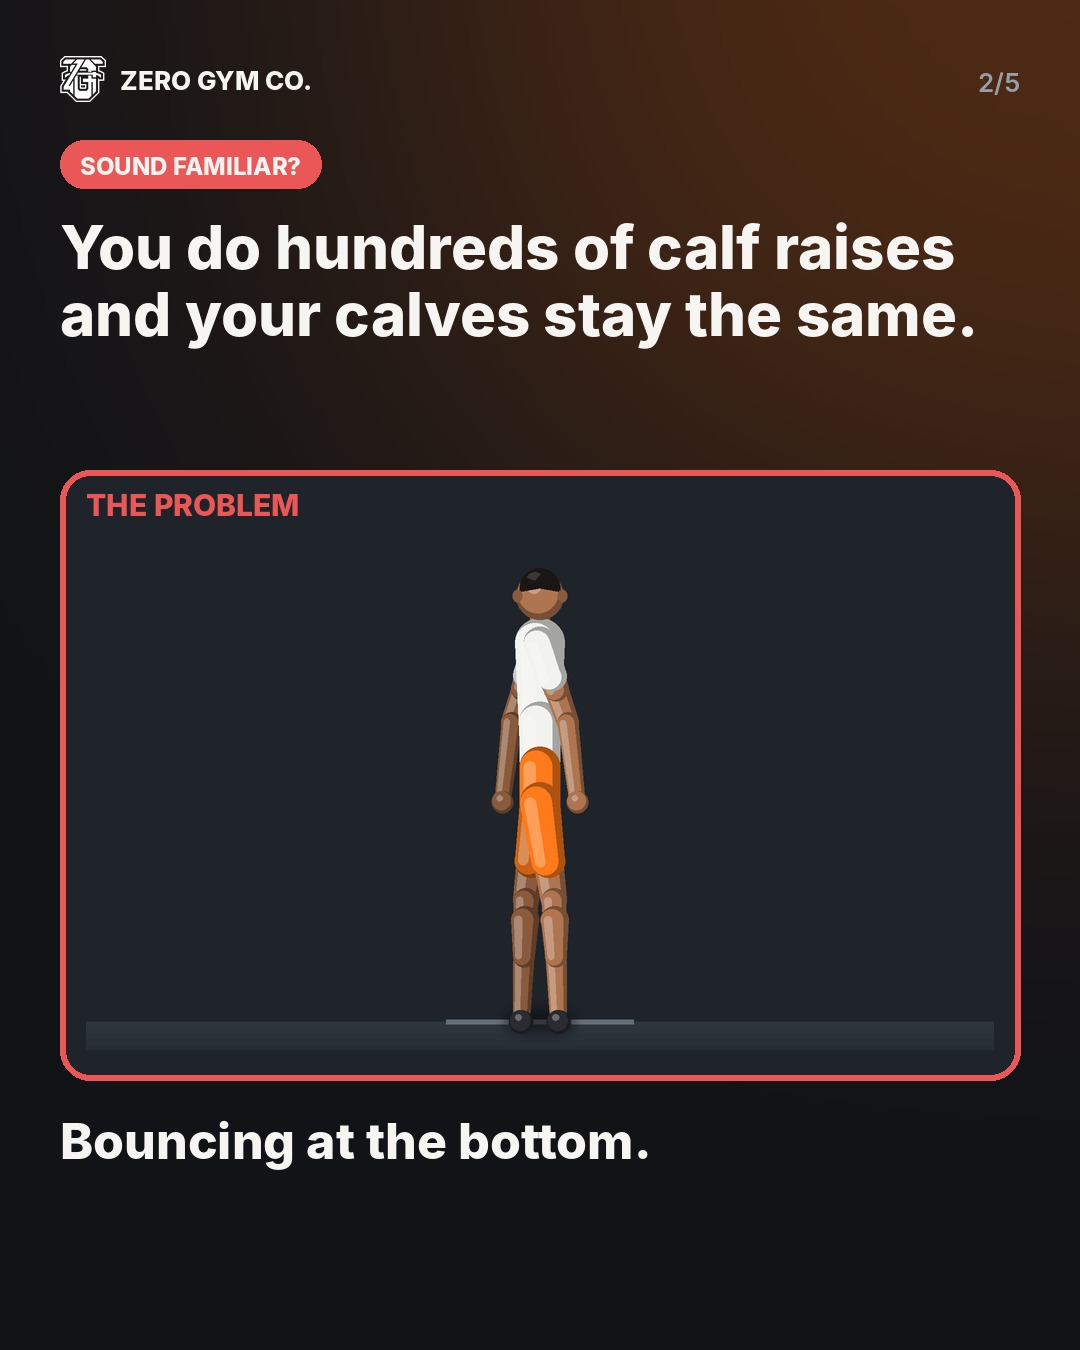 ZERO GYM CO.
2/5
SOUND FAMILIAR?
You do hundreds of calf raises
and your calves stay the same.
THE PROBLEM
Bouncing at the bottom.